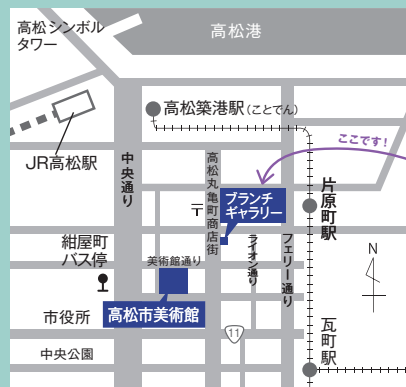 高松シンボル
タワー
高松港
高松築港駅(ことでん)
ここです!
JR高松駅
中央通り
高松丸亀町商店街
〒
ブランチ
ギャラリー
片原町駅
紺屋町
バス停
美術館通り
ライオン通り
フェリー通り
N
高松市美術館
市役所
11
瓦町駅
中央公園